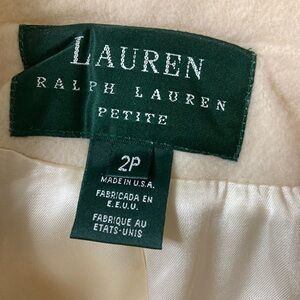 LAUREN
RALPH LAUREN
PETITE
2P
MADE IN U.S.A.
FABRICADA EN
E.E.U.U.
FABRIQUE AU
ETATS-UNIS